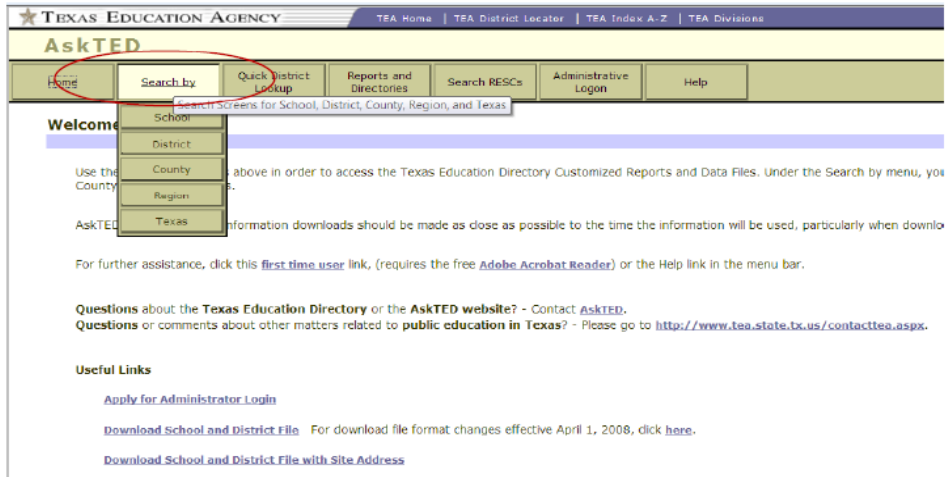 TEXAS EDUCATION AGENCY
TEA Home | TEA District Locator | TEA Index A-Z | TEA Divisions
AskTED
Home
Search by
Quick District Lookup
Reports and Directories
Search RESCs
Administrative Logon
Help
Search Screens for School, District, County, Region, and Texas
School
District
County
Region
Texas
Welcome
Use the above in order to access the Texas Education Directory Customized Reports and Data Files. Under the Search by menu, you
County s.
AskTED information downloads should be made as close as possible to the time the information will be used, particularly when downlo
For further assistance, click this first time user link, (requires the free Adobe Acrobat Reader) or the Help link in the menu bar.
Questions about the Texas Education Directory or the AskTED website? - Contact AskTED.
Questions or comments about other matters related to public education in Texas? - Please go to http://www.tea.state.tx.us/contacttea.aspx.
Useful Links
Apply for Administrator Login
Download School and District File For download file format changes effective April 1, 2008, click here.
Download School and District File with Site Address